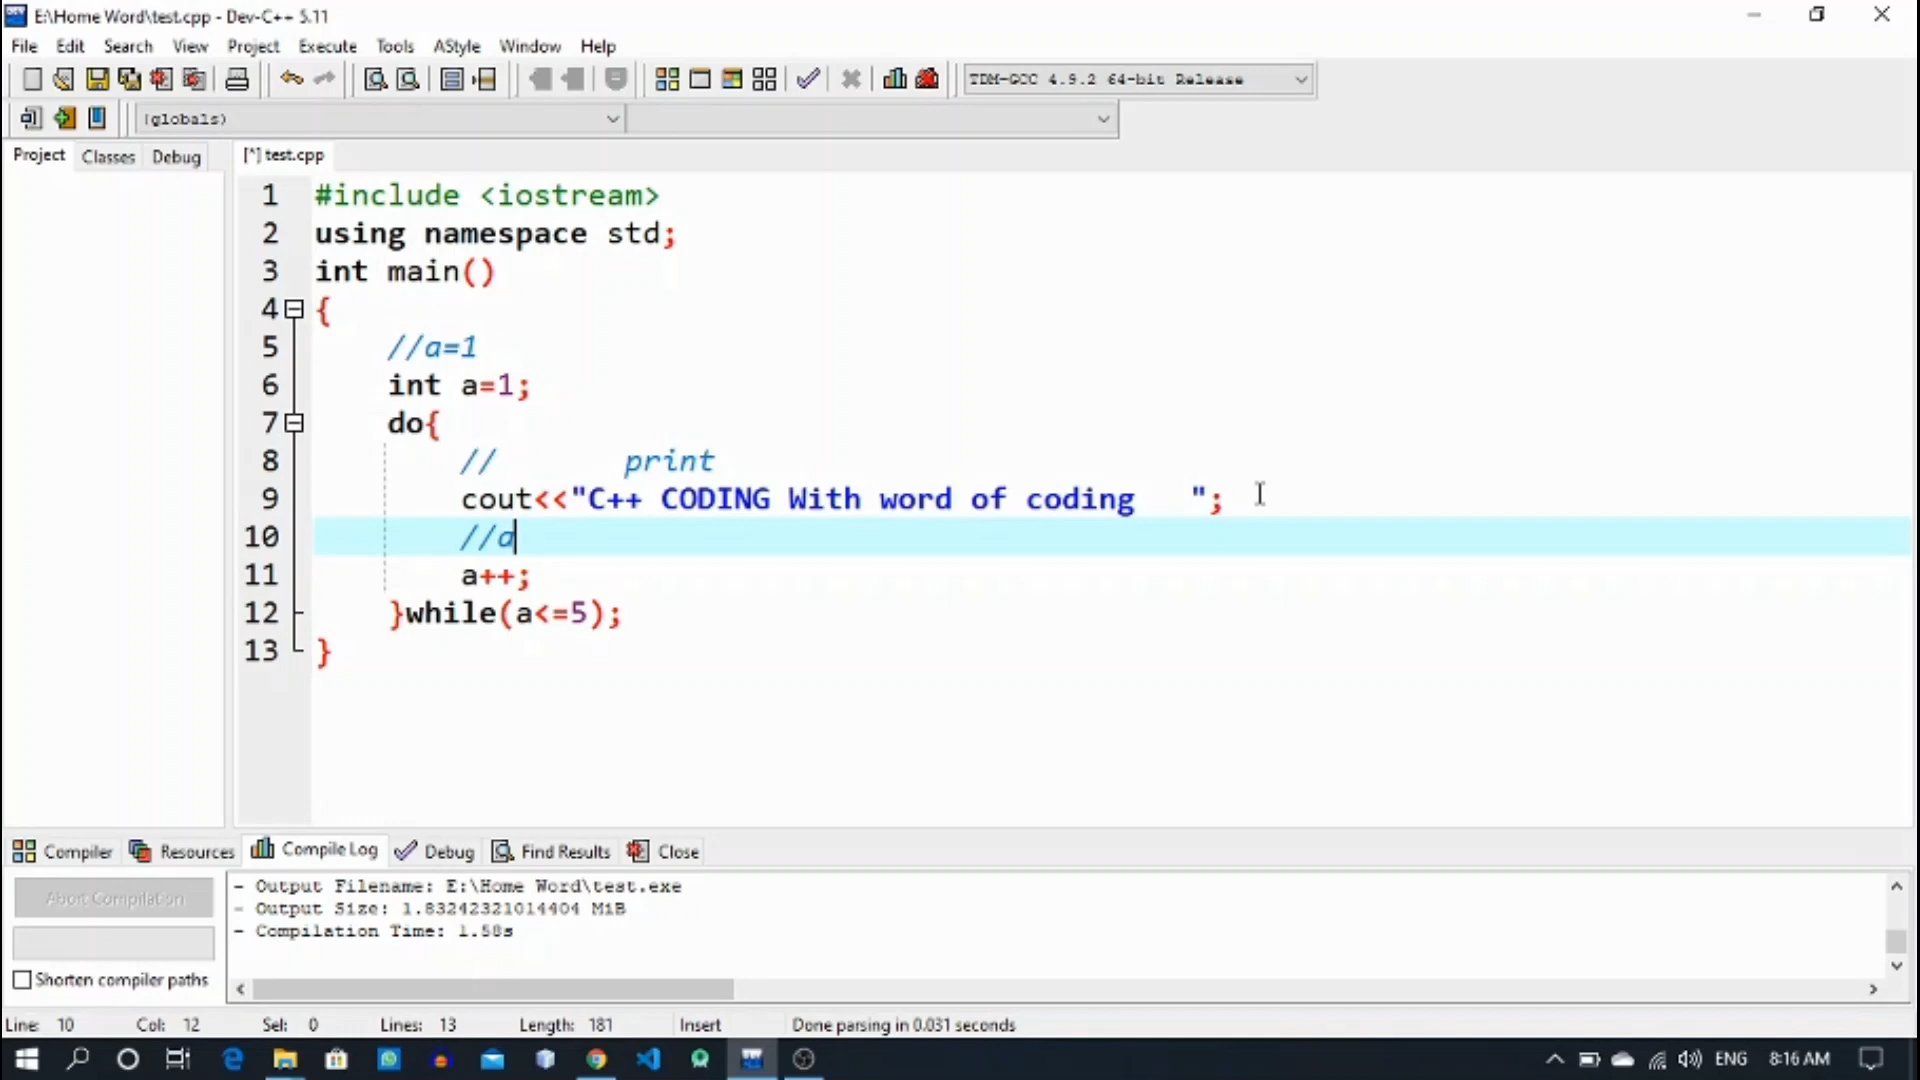 E:\Home Word\test.cpp - Dev-C++ 5.11
File Edit Search View Project Execute Tools AStyle Window Help
TDM-GCC 4.9.2 64-bit Release
(globals)
Project Classes Debug [*] test.cpp
1 #include <iostream>
2 using namespace std;
3 int main()
4 {
5 //a=1
6 int a=1;
7 do{
8 // print
9 cout<<"C++ CODING With word of coding   ";
10 //a
11 a++;
12 }while(a<=5);
13 }
Compiler Resources Compile Log Debug Find Results Close
Abort Compilation
- Output Filename: E:\Home Word\test.exe
- Output Size: 1.83242321014404 MiB
- Compilation Time: 1.58s
Shorten compiler paths
Line: 10 Col: 12 Sel: 0 Lines: 13 Length: 181 Insert Done parsing in 0.031 seconds
ENG 8:16 AM